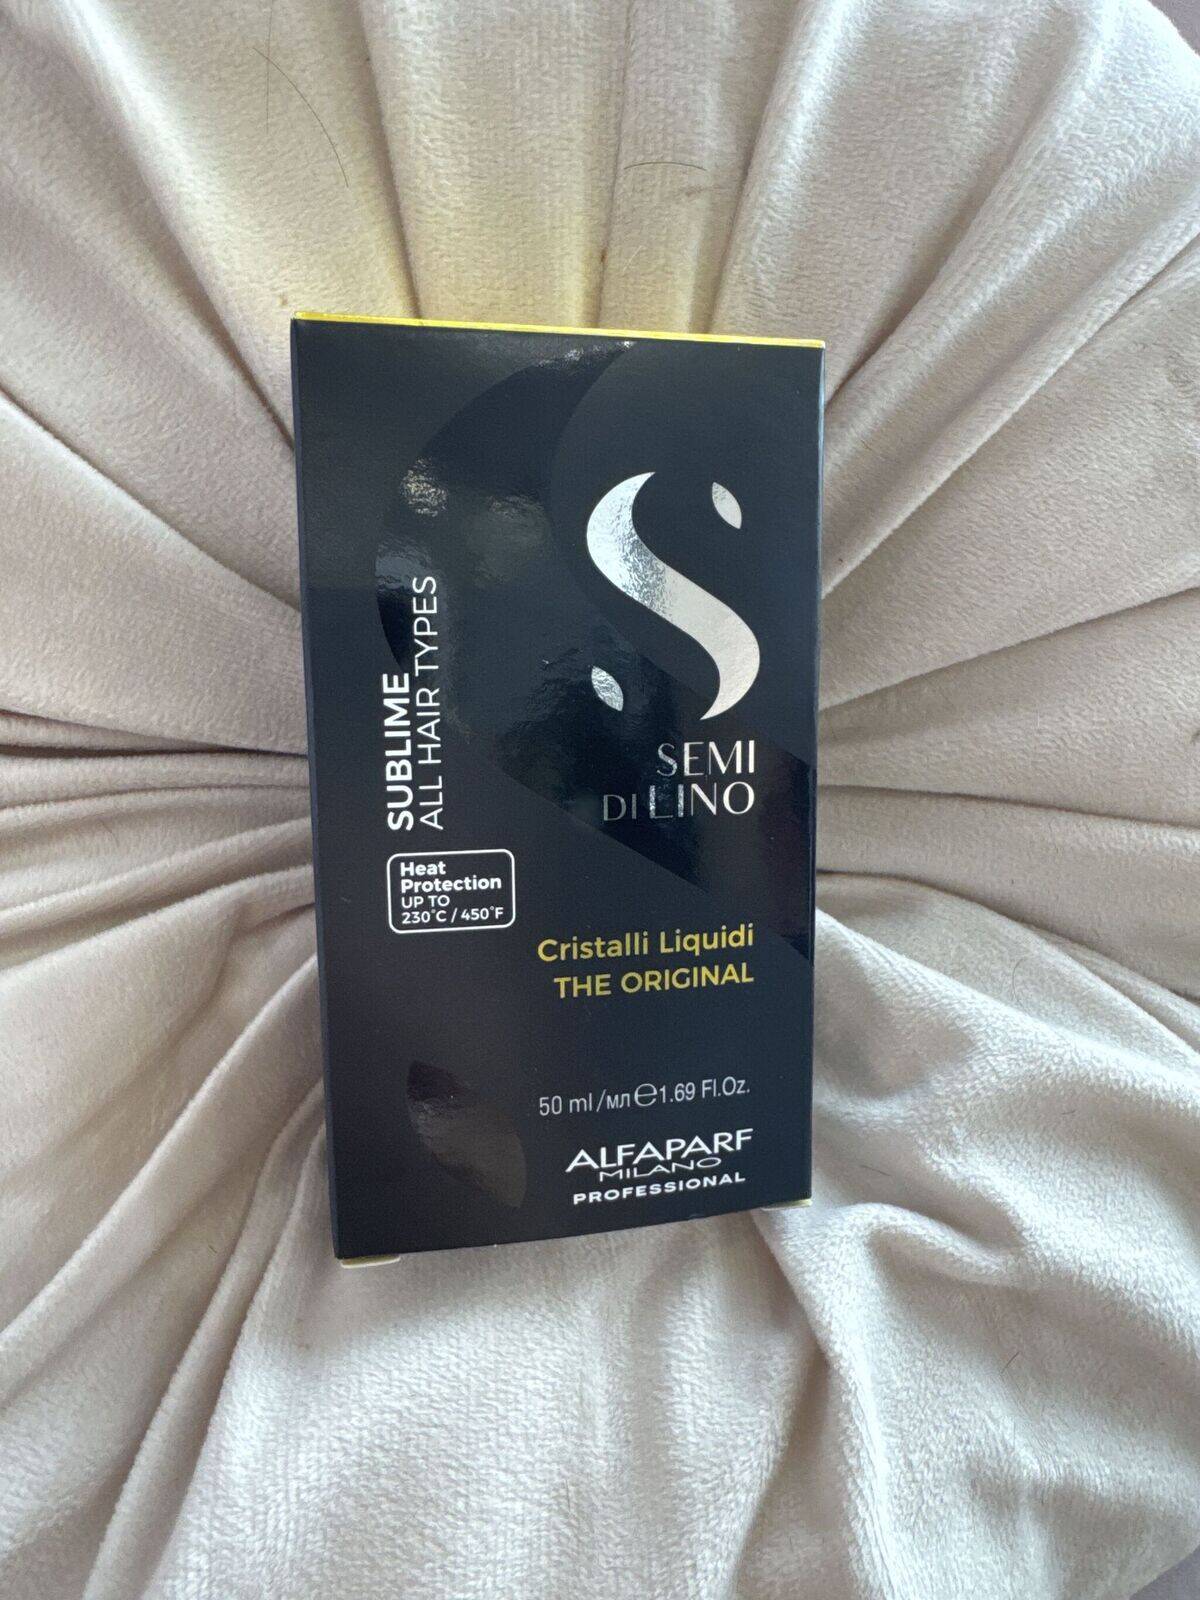 SUBLIME
ALL HAIR TYPES
Heat
Protection
UP TO
230°C / 450°F
SEMI
DI LINO
Cristalli Liquidi
THE ORIGINAL
50 ml/мл℮1.69 Fl.Oz.
ALFAPARF
MILANO
PROFESSIONAL